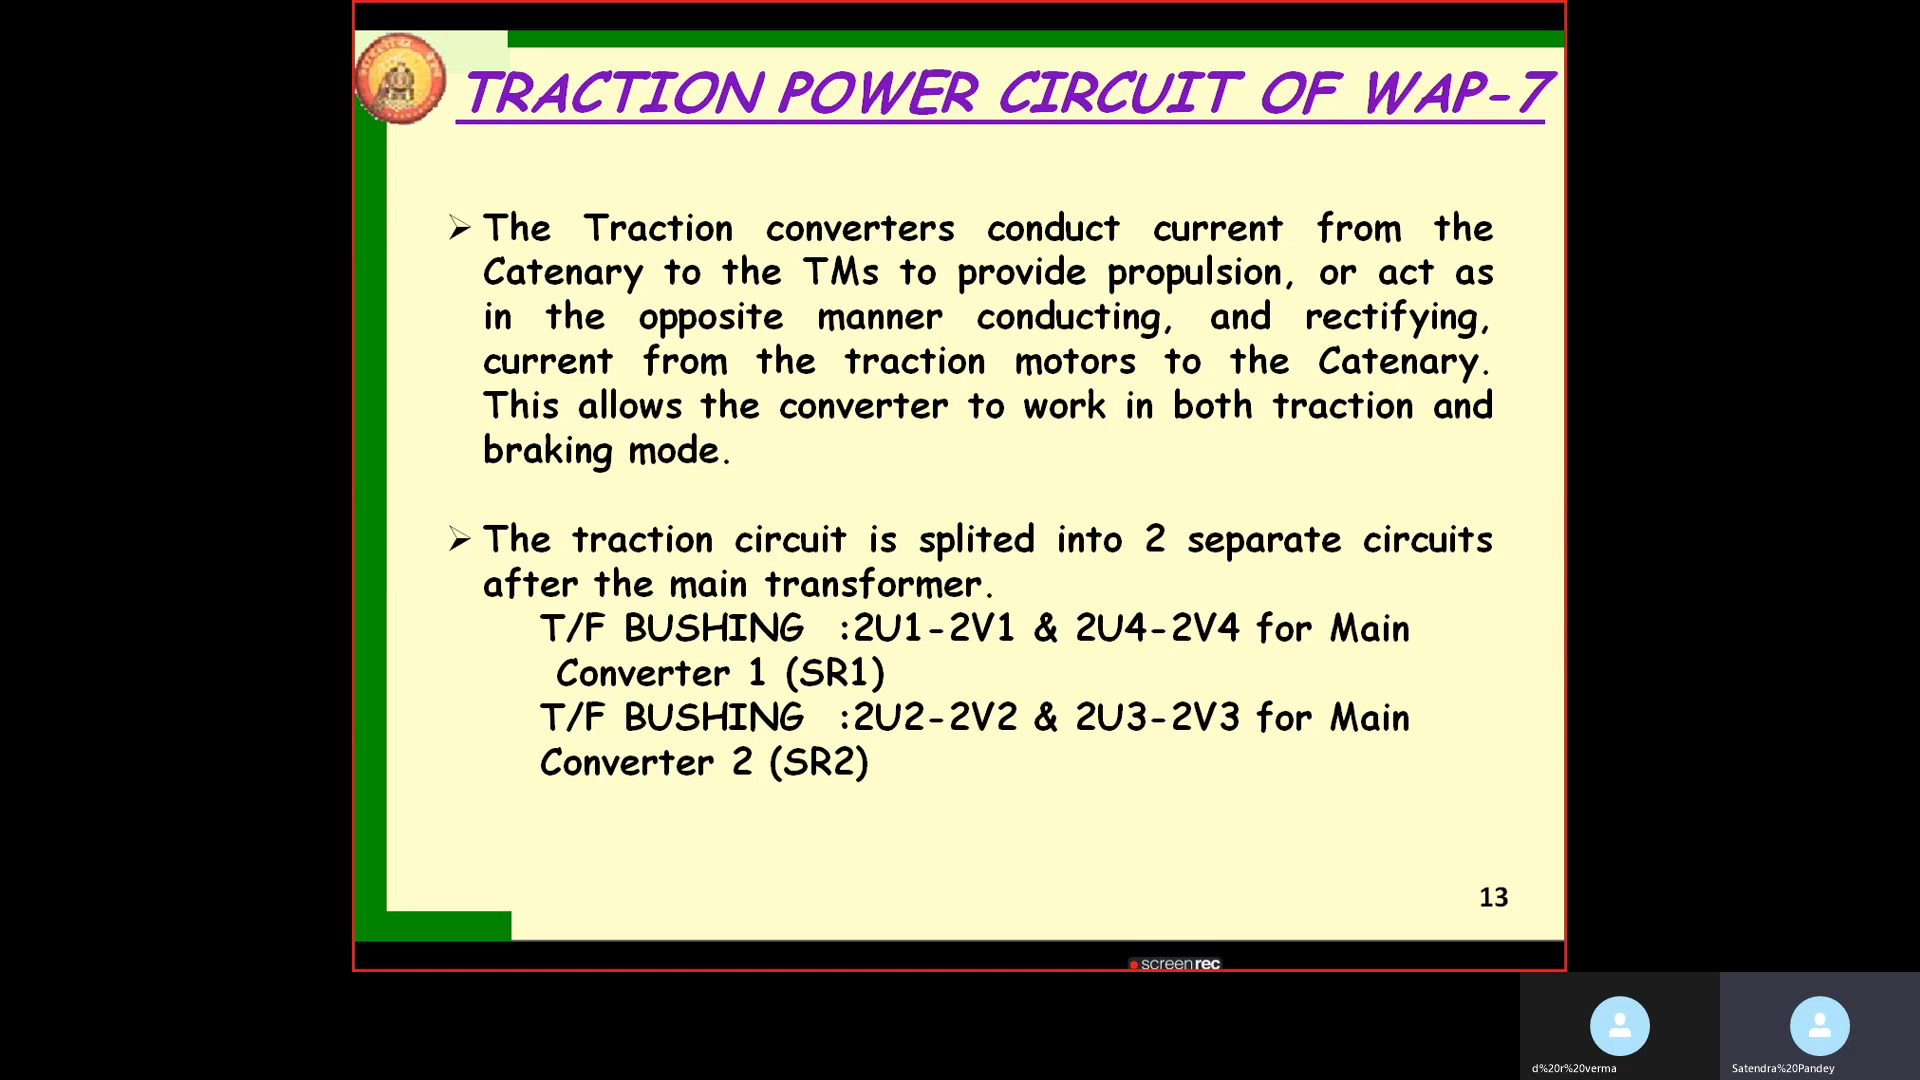 TRACTION POWER CIRCUIT OF WAP-7
➢ The Traction converters conduct current from the
Catenary to the TMs to provide propulsion, or act as
in the opposite manner conducting, and rectifying,
current from the traction motors to the Catenary.
This allows the converter to work in both traction and
braking mode.
➢ The traction circuit is splited into 2 separate circuits
after the main transformer.
T/F BUSHING :2U1-2V1 & 2U4-2V4 for Main
Converter 1 (SR1)
T/F BUSHING :2U2-2V2 & 2U3-2V3 for Main
Converter 2 (SR2)
13
screenrec
d%20r%20verma
Satendra%20Pandey